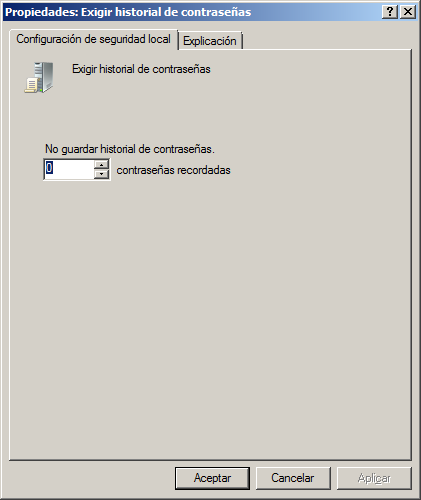 Propiedades: Exigir historial de contraseñas
Configuración de seguridad local
Explicación
Exigir historial de contraseñas
No guardar historial de contraseñas.
0
contraseñas recordadas
Aceptar
Cancelar
Aplicar